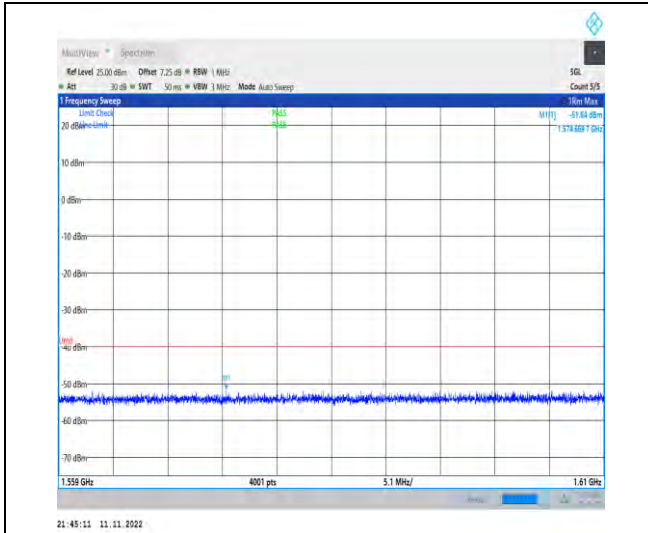 MultiView Spectrum
Ref Level 25.00 dBm Offset 7.25 dB RBW 1 MHz SGL
Att 30 dB SWT 50 ms VBW 3 MHz Mode Auto Sweep Count 5/5
1 Frequency Sweep 1Rm Max
Limit Check PASS M1[1] -51.64 dBm
20 dBm Line Limit PASS 1.574 669 7 GHz
10 dBm
0 dBm
-10 dBm
-20 dBm
-30 dBm
Limit
-40 dBm
M1
-50 dBm
-60 dBm
-70 dBm
1.559 GHz 4001 pts 5.1 MHz/ 1.61 GHz
21:45:11 11.11.2022